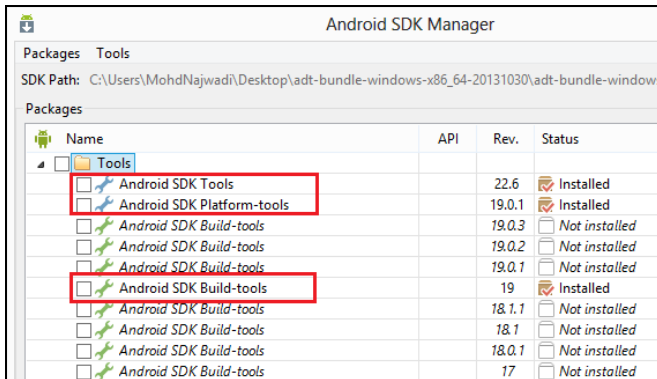 Android SDK Manager
Packages Tools
SDK Path: C:\Users\MohdNajwadi\Desktop\adt-bundle-windows-x86_64-20131030\adt-bundle-window
Packages
Name API Rev. Status
Tools
Android SDK Tools 22.6 Installed
Android SDK Platform-tools 19.0.1 Installed
Android SDK Build-tools 19.0.3 Not installed
Android SDK Build-tools 19.0.2 Not installed
Android SDK Build-tools 19.0.1 Not installed
Android SDK Build-tools 19 Installed
Android SDK Build-tools 18.1.1 Not installed
Android SDK Build-tools 18.1 Not installed
Android SDK Build-tools 18.0.1 Not installed
Android SDK Build-tools 17 Not installed